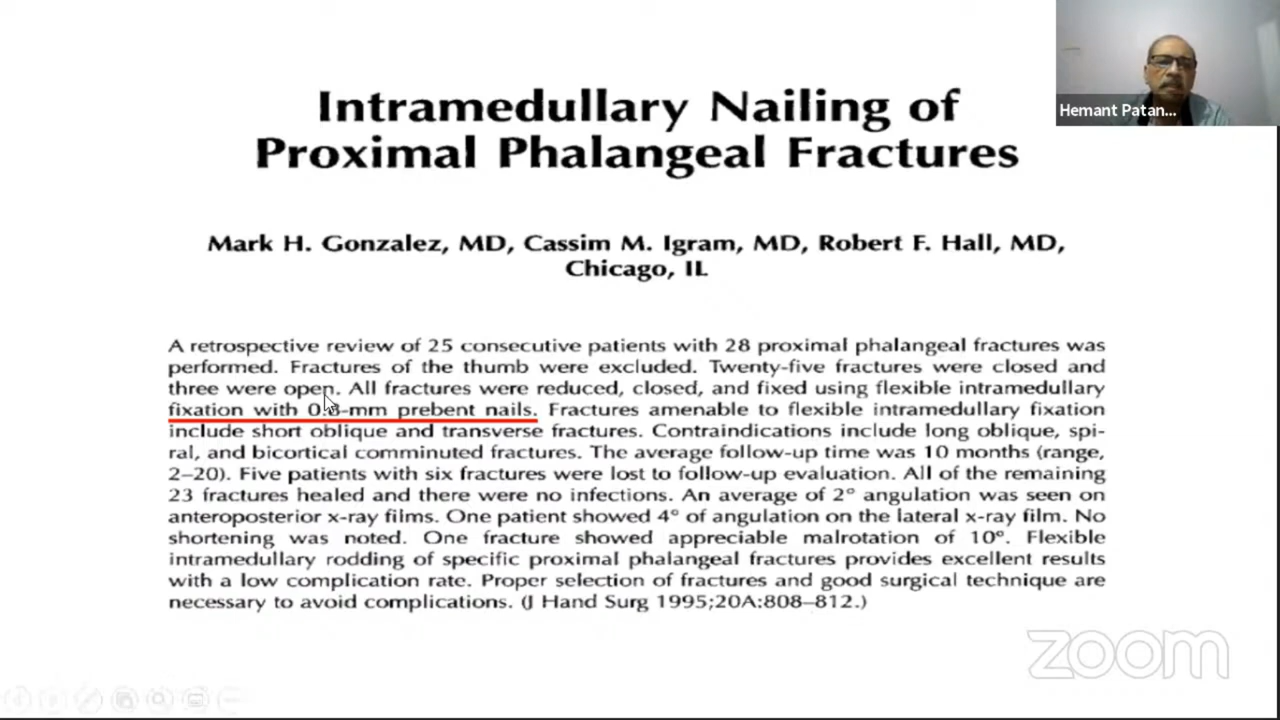 Intramedullary Nailing of
Proximal Phalangeal Fractures
Hemant Patan...
Mark H. Gonzalez, MD, Cassim M. Igram, MD, Robert F. Hall, MD,
Chicago, IL
A retrospective review of 25 consecutive patients with 28 proximal phalangeal fractures was
performed. Fractures of the thumb were excluded. Twenty-five fractures were closed and
three were open. All fractures were reduced, closed, and fixed using flexible intramedullary
fixation with 0.8-mm prebent nails. Fractures amenable to flexible intramedullary fixation
include short oblique and transverse fractures. Contraindications include long oblique, spi-
ral, and bicortical comminuted fractures. The average follow-up time was 10 months (range,
2–20). Five patients with six fractures were lost to follow-up evaluation. All of the remaining
23 fractures healed and there were no infections. An average of 2° angulation was seen on
anteroposterior x-ray films. One patient showed 4° of angulation on the lateral x-ray film. No
shortening was noted. One fracture showed appreciable malrotation of 10°. Flexible
intramedullary rodding of specific proximal phalangeal fractures provides excellent results
with a low complication rate. Proper selection of fractures and good surgical technique are
necessary to avoid complications. (J Hand Surg 1995;20A:808–812.)
zoom